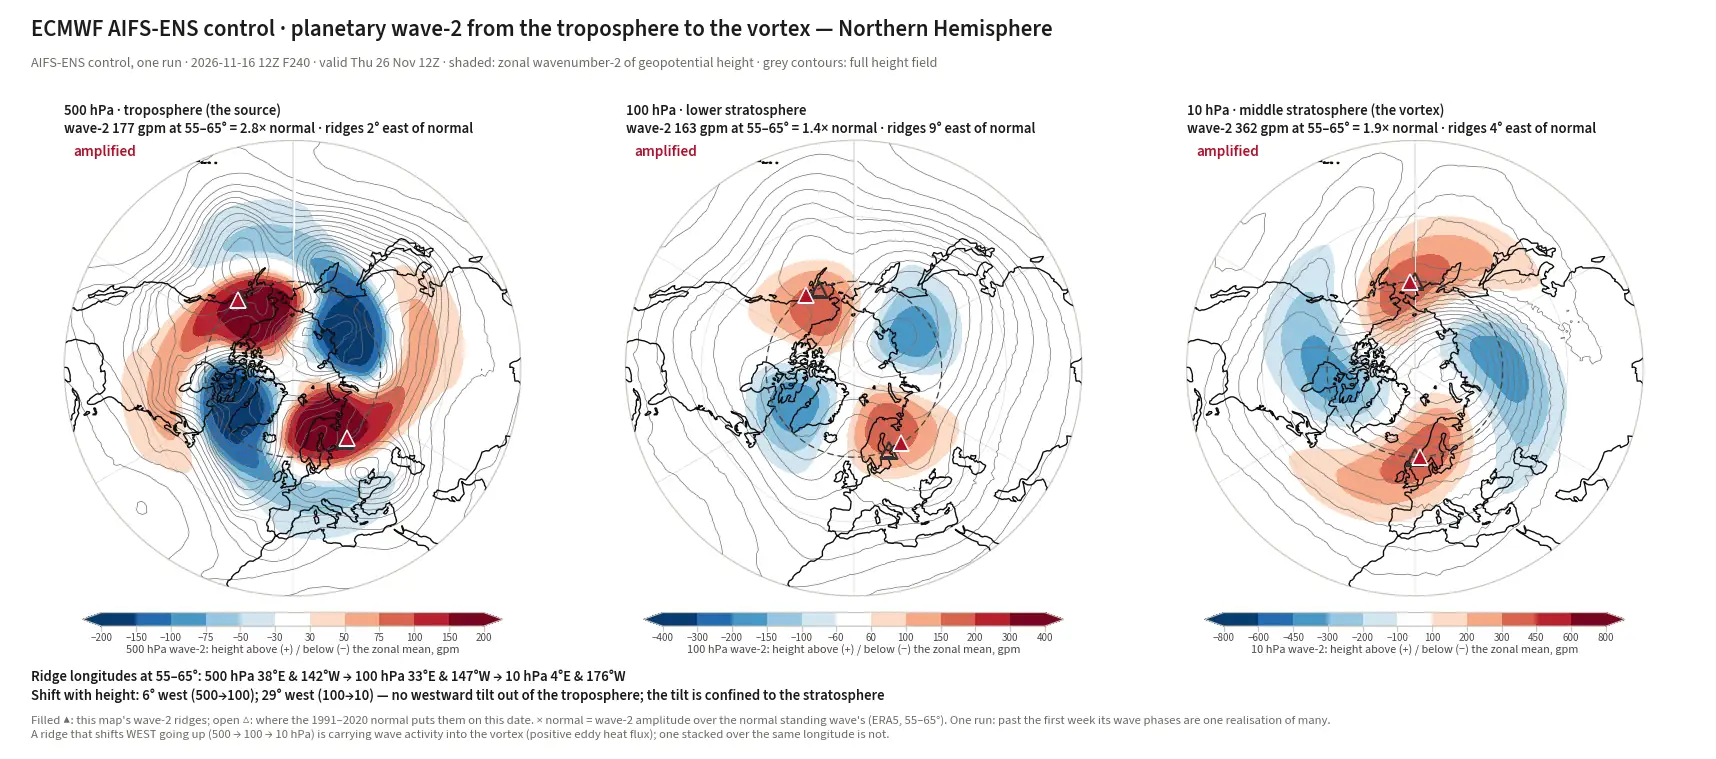 ECMWF AIFS-ENS control · planetary wave-2 from the troposphere to the vortex — Northern Hemisphere
AIFS-ENS control, one run · 2026-11-16 12Z F240 · valid Thu 26 Nov 12Z · shaded: zonal wavenumber-2 of geopotential height · grey contours: full height field
500 hPa · troposphere (the source)
wave-2 177 gpm at 55–65° = 2.8× normal · ridges 2° east of normal
amplified
100 hPa · lower stratosphere
wave-2 163 gpm at 55–65° = 1.4× normal · ridges 9° east of normal
amplified
10 hPa · middle stratosphere (the vortex)
wave-2 362 gpm at 55–65° = 1.9× normal · ridges 4° east of normal
amplified
−200 −150 −100 −75 −50 −30 30 50 75 100 150 200
500 hPa wave-2: height above (+) / below (−) the zonal mean, gpm
−400 −300 −200 −150 −100 −60 60 100 150 200 300 400
100 hPa wave-2: height above (+) / below (−) the zonal mean, gpm
−800 −600 −450 −300 −200 −100 100 200 300 450 600 800
10 hPa wave-2: height above (+) / below (−) the zonal mean, gpm
Ridge longitudes at 55–65°: 500 hPa 38°E & 142°W → 100 hPa 33°E & 147°W → 10 hPa 4°E & 176°W
Shift with height: 6° west (500→100); 29° west (100→10) — no westward tilt out of the troposphere; the tilt is confined to the stratosphere
Filled ▲: this map's wave-2 ridges; open △: where the 1991–2020 normal puts them on this date. × normal = wave-2 amplitude over the normal standing wave's (ERA5, 55–65°). One run: past the first week its wave phases are one realisation of many.
A ridge that shifts WEST going up (500 → 100 → 10 hPa) is carrying wave activity into the vortex (positive eddy heat flux); one stacked over the same longitude is not.